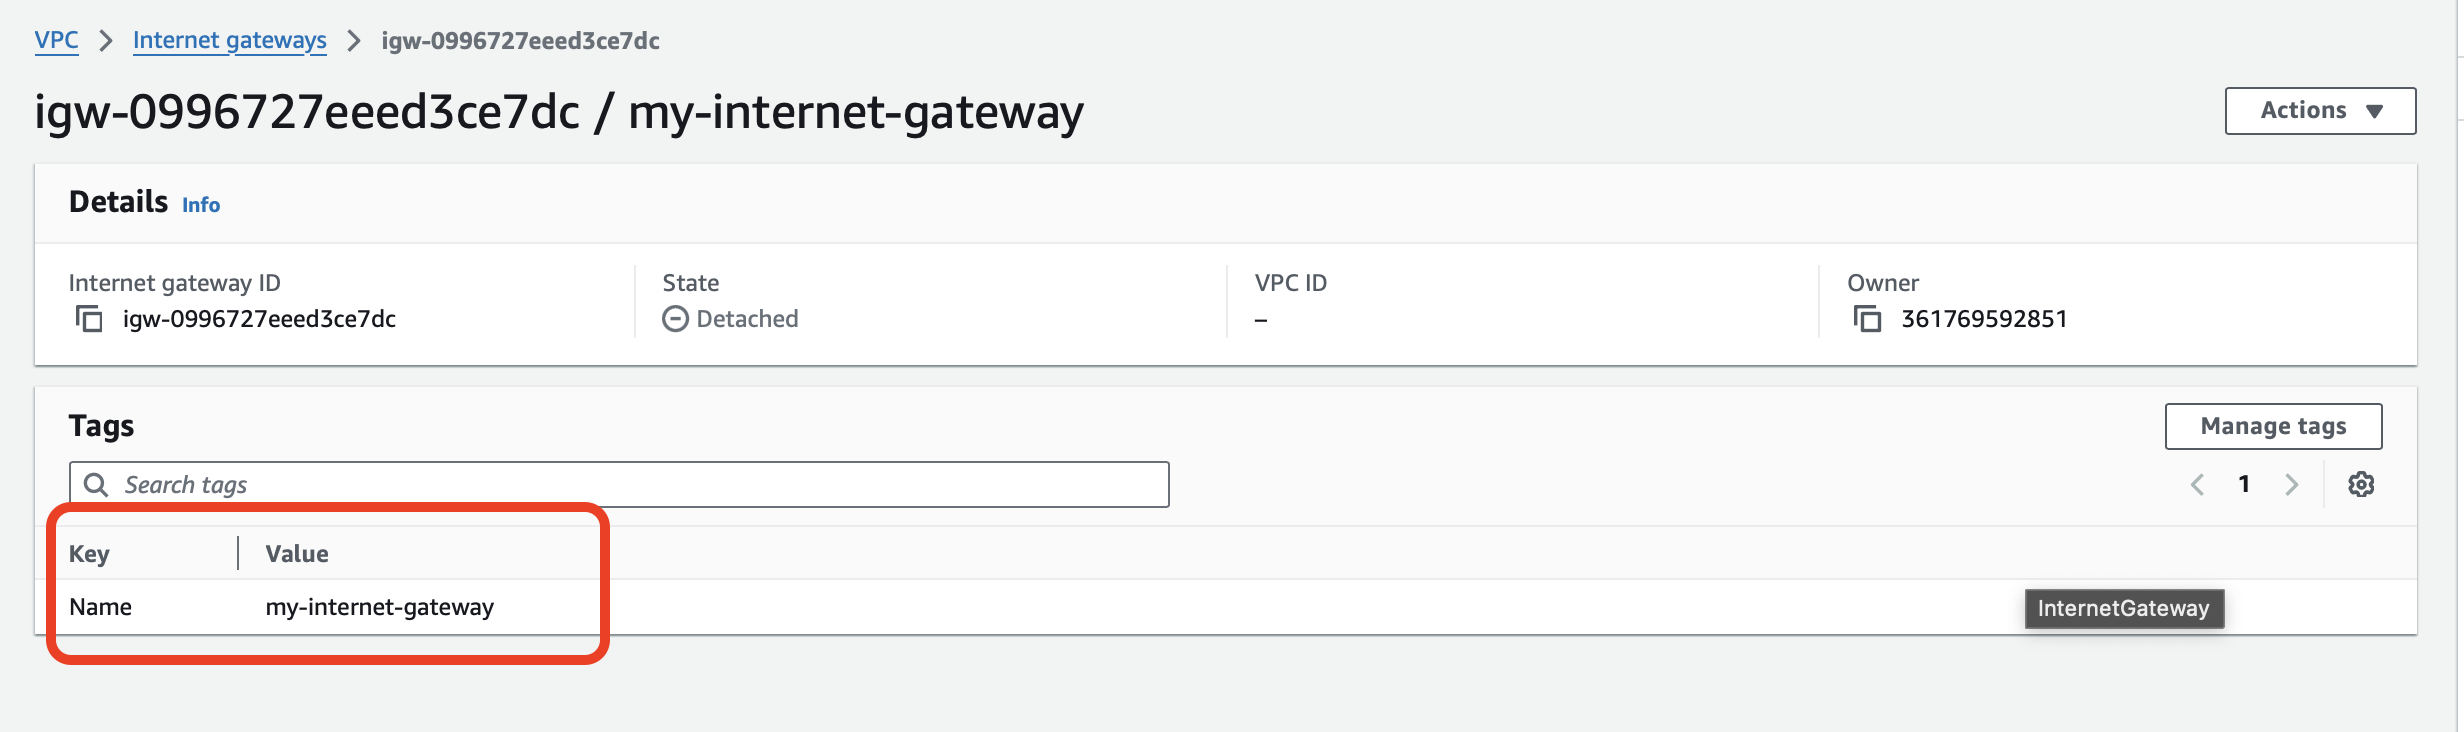 VPC > Internet gateways > igw-0996727eeed3ce7dc
igw-0996727eeed3ce7dc / my-internet-gateway
Actions
Details Info
Internet gateway ID
igw-0996727eeed3ce7dc
State
Detached
VPC ID
–
Owner
361769592851
Tags
Manage tags
Search tags
1
Key Value
Name my-internet-gateway
InternetGateway